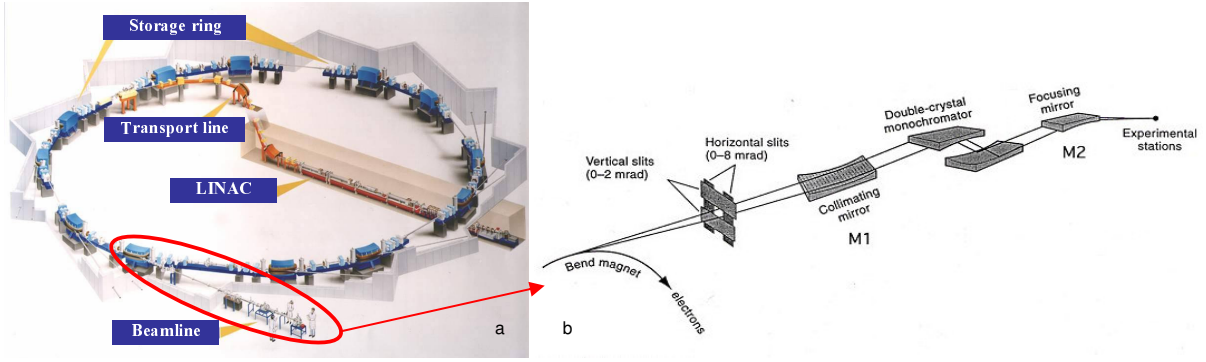 Storage ring
Transport line
LINAC
Beamline
a
b
Vertical slits
(0–2 mrad)
Horizontal slits
(0–8 mrad)
Bend magnet
electrons
Collimating
mirror
M1
Double-crystal
monochromator
Focusing
mirror
M2
Experimental
stations